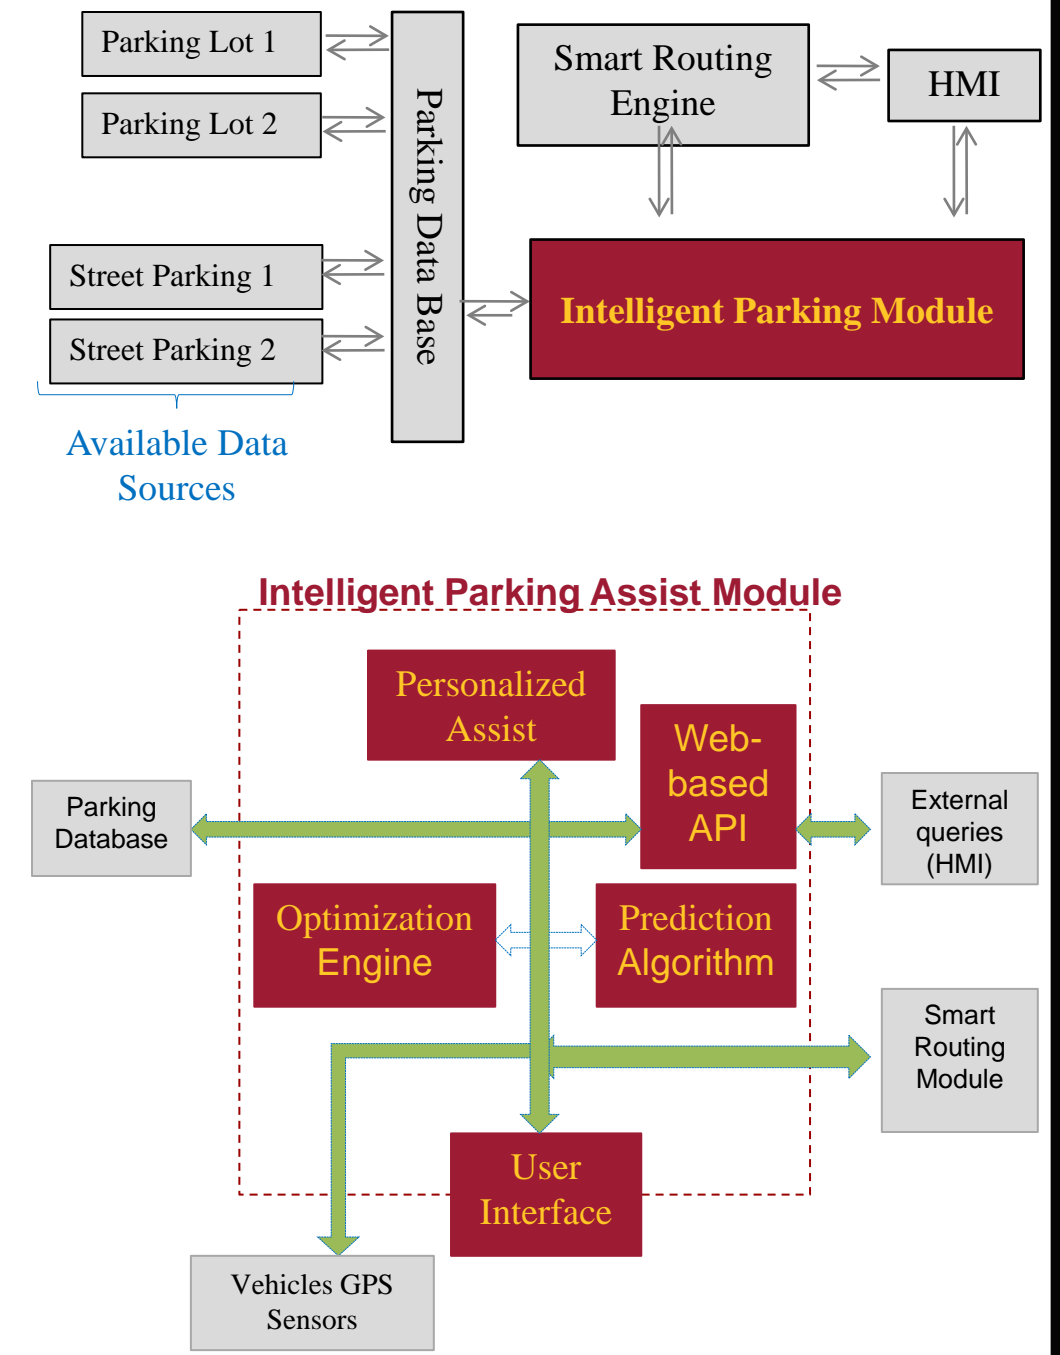 Parking Lot 1
Parking Lot 2
Street Parking 1
Street Parking 2
Available Data
Sources
Parking Data Base
Smart Routing
Engine
HMI
Intelligent Parking Module
Intelligent Parking Assist Module
Personalized
Assist
Web-
based
API
Parking
Database
External
queries
(HMI)
Optimization
Engine
Prediction
Algorithm
Smart
Routing
Module
User
Interface
Vehicles GPS
Sensors